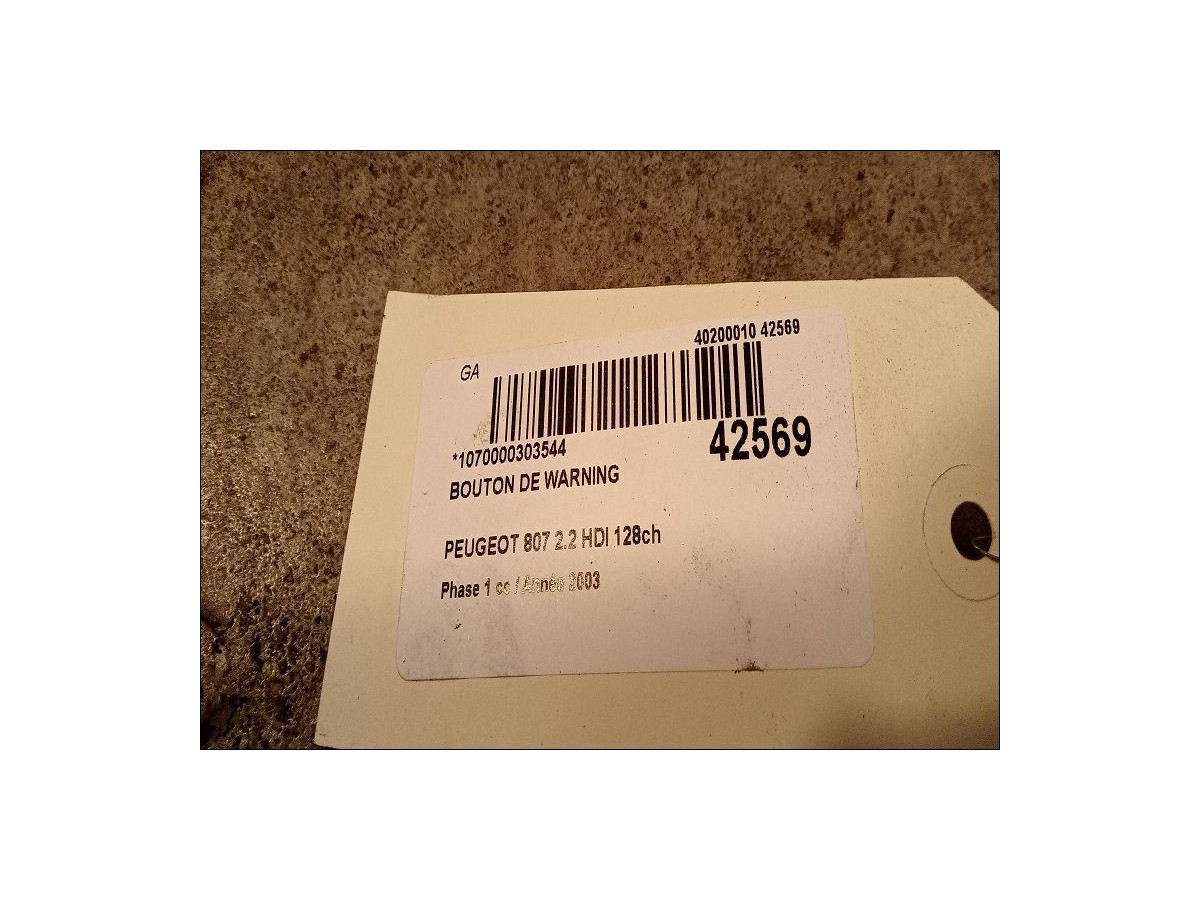 40200010 42569
GA
*1070000303544
42569
BOUTON DE WARNING
PEUGEOT 807 2.2 HDI 128ch
Phase 1 cc / Année 2003